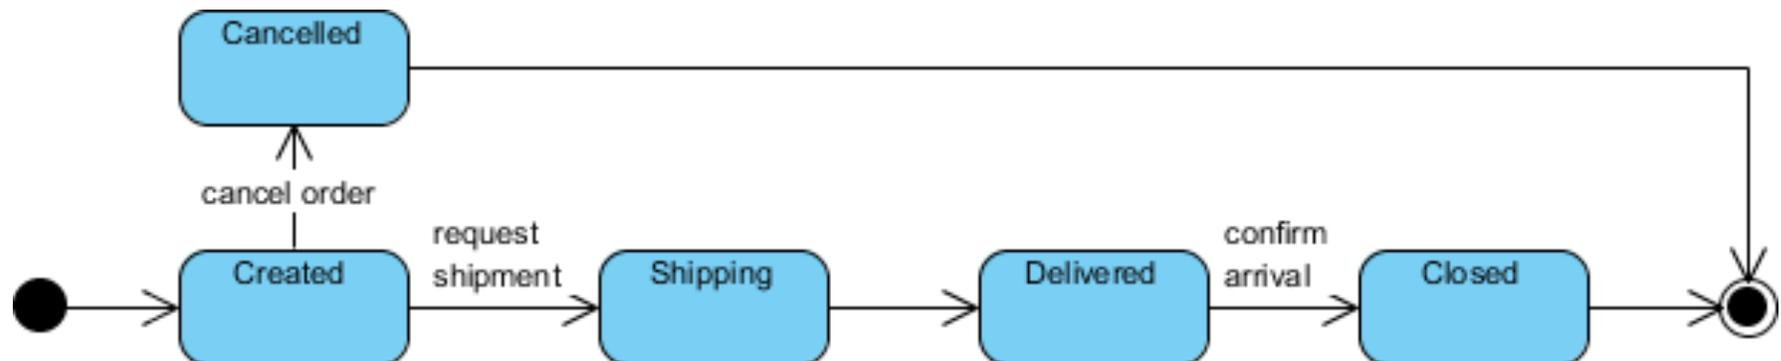 Cancelled
cancel order
request
shipment
confirm
arrival
Created
Shipping
Delivered
Closed